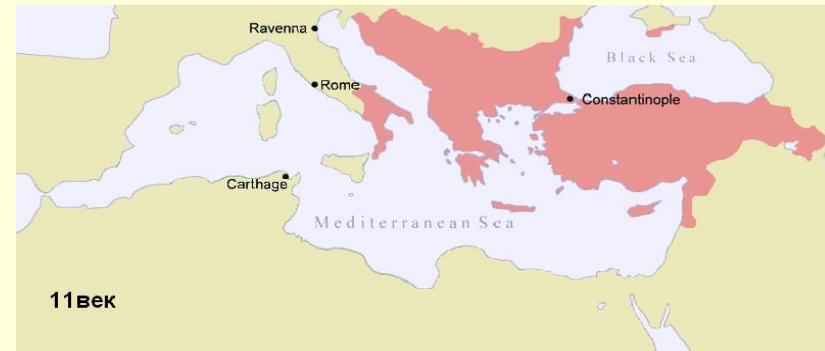 Ravenna
Black Sea
Rome
Constantinople
Carthage
Mediterranean Sea
11век